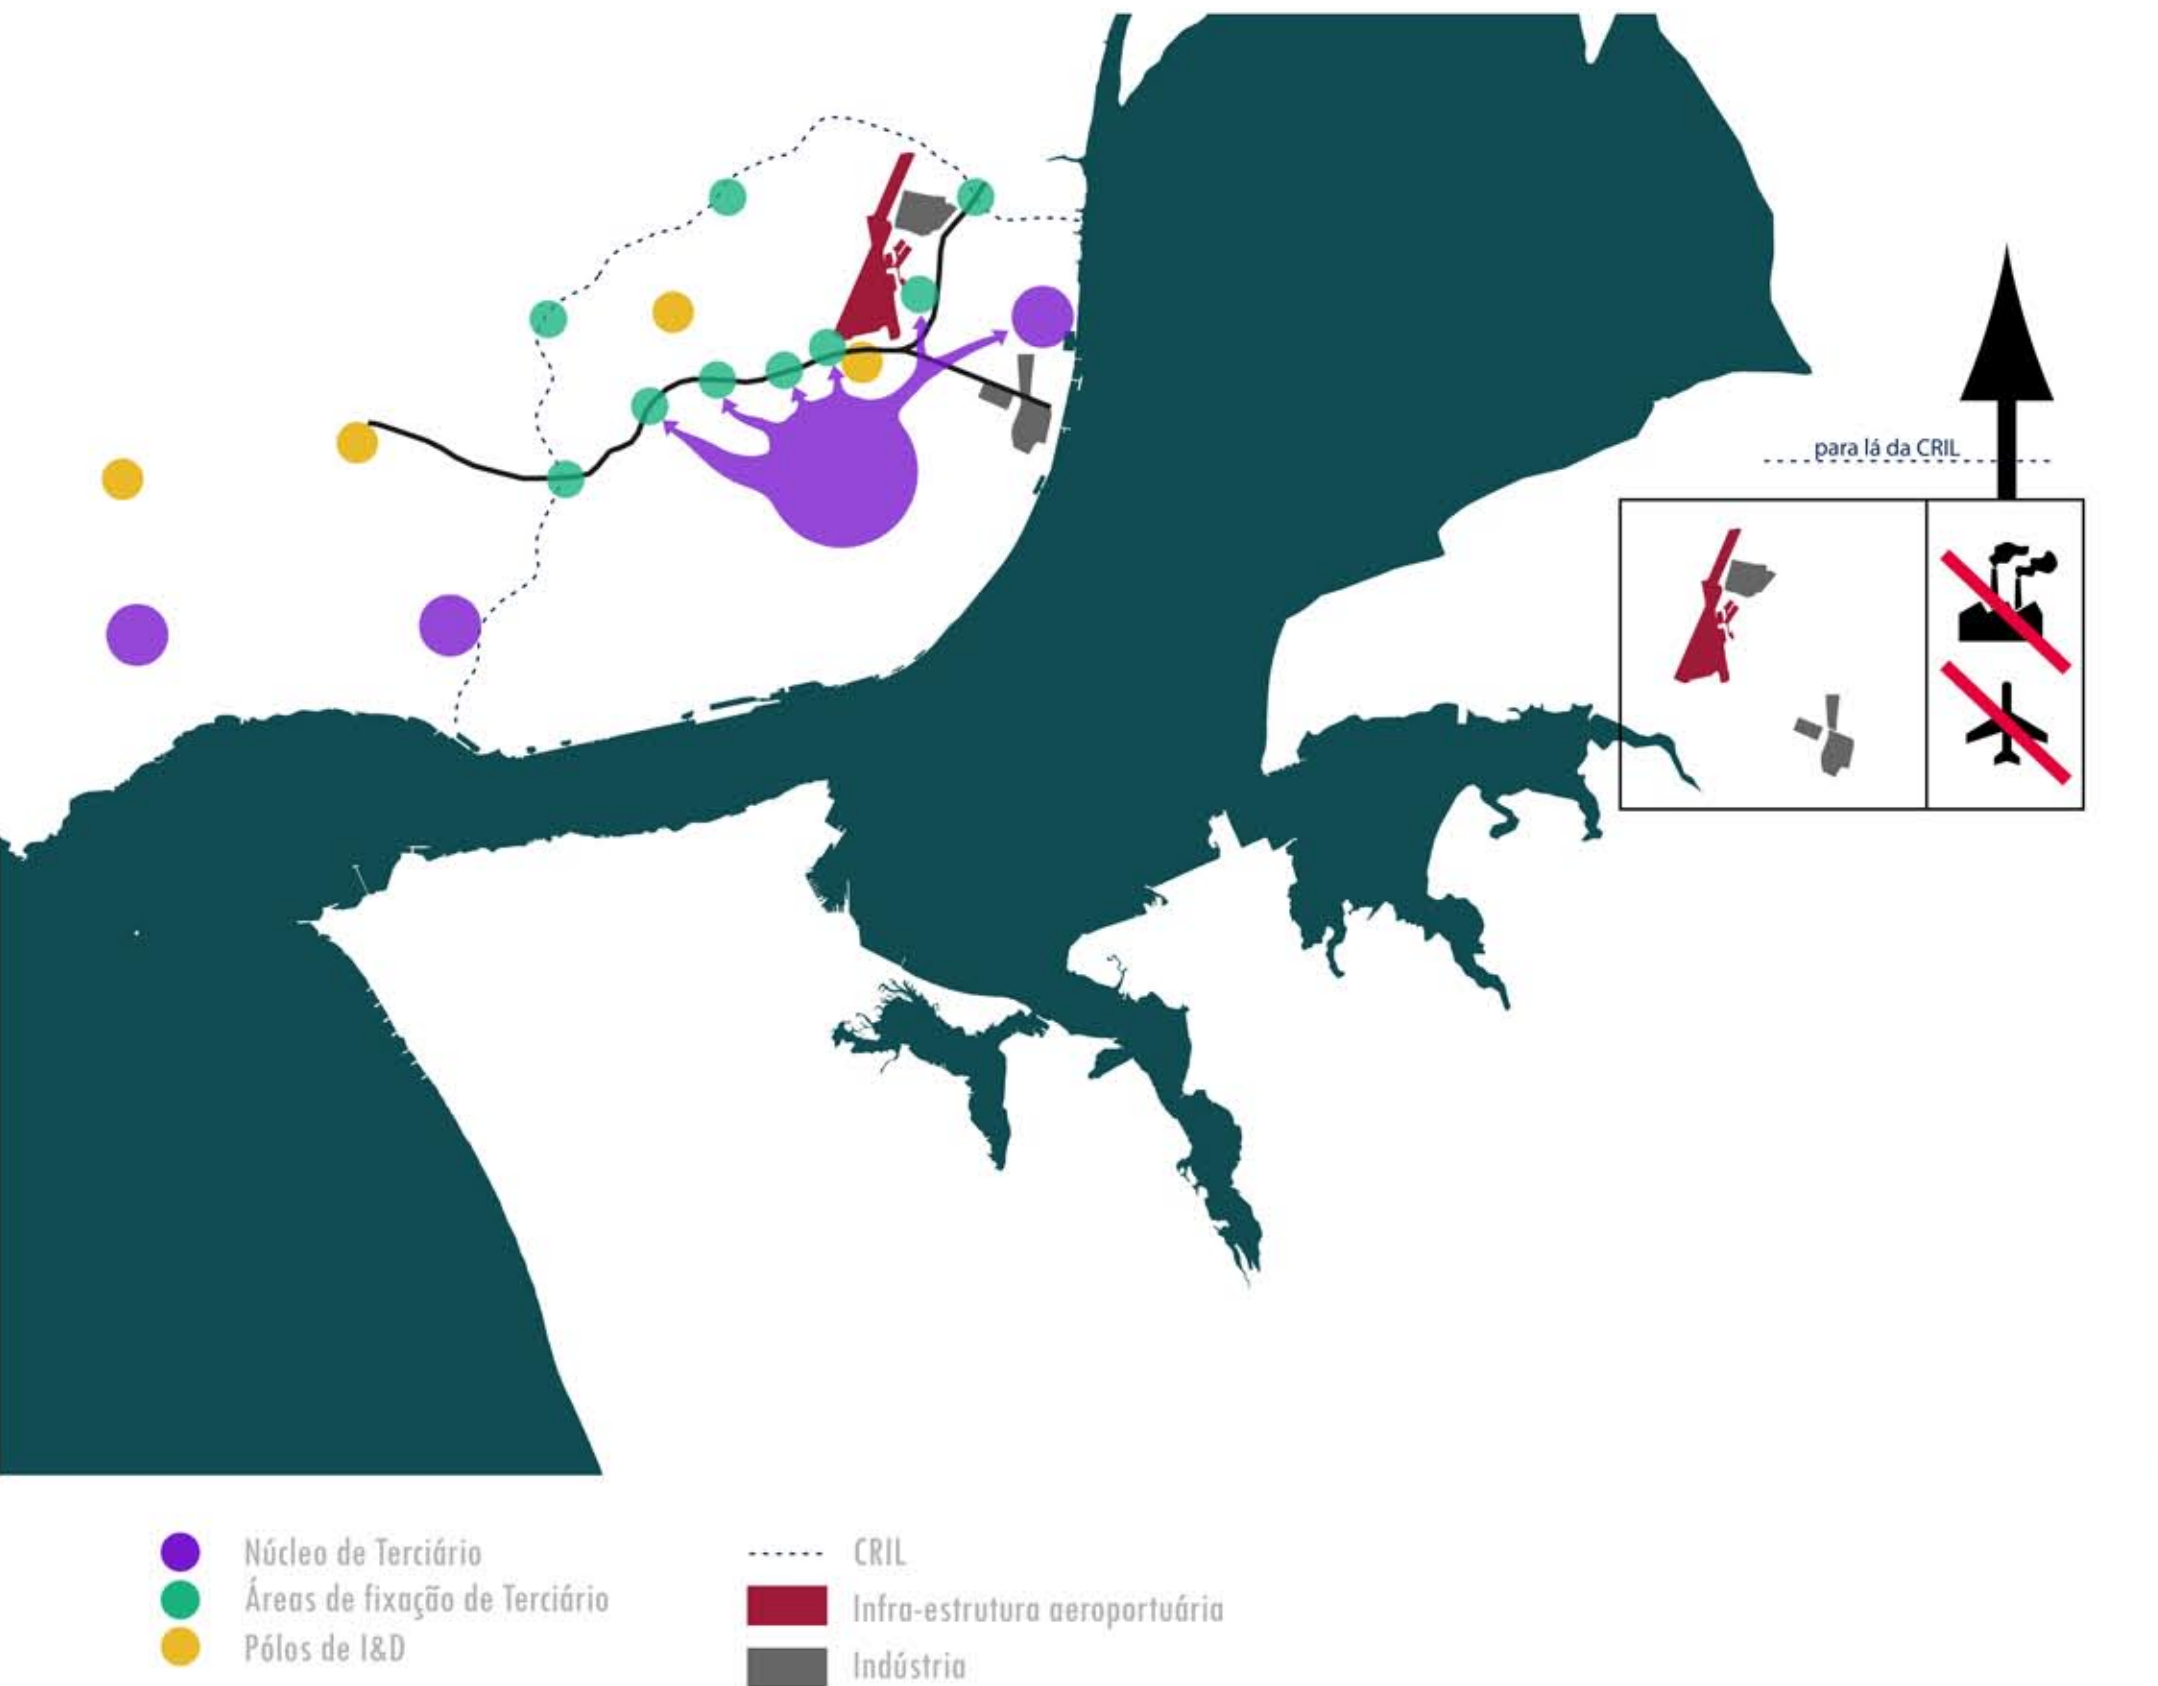 para lá da CRIL
Núcleo de Terciário
Áreas de fixação de Terciário
Pólos de I&D
CRIL
Infra-estrutura aeroportuária
Indústria